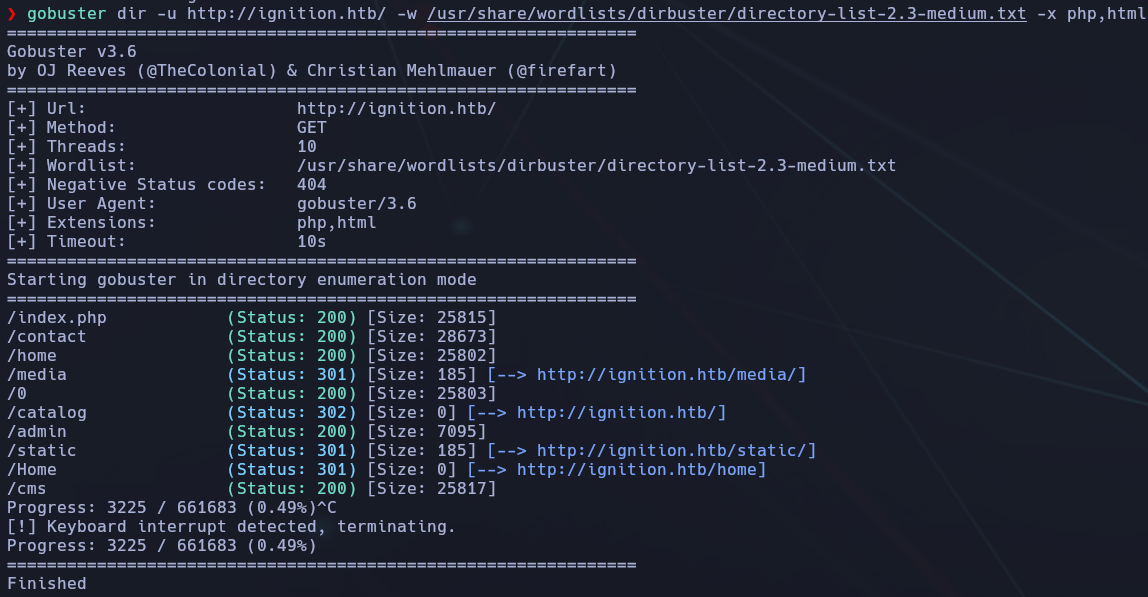 ❯ gobuster dir -u http://ignition.htb/ -w /usr/share/wordlists/dirbuster/directory-list-2.3-medium.txt -x php,html
===============================================================
Gobuster v3.6
by OJ Reeves (@TheColonial) & Christian Mehlmauer (@firefart)
===============================================================
[+] Url:                     http://ignition.htb/
[+] Method:                  GET
[+] Threads:                 10
[+] Wordlist:                /usr/share/wordlists/dirbuster/directory-list-2.3-medium.txt
[+] Negative Status codes:   404
[+] User Agent:              gobuster/3.6
[+] Extensions:              php,html
[+] Timeout:                 10s
===============================================================
Starting gobuster in directory enumeration mode
===============================================================
/index.php            (Status: 200) [Size: 25815]
/contact              (Status: 200) [Size: 28673]
/home                 (Status: 200) [Size: 25802]
/media                (Status: 301) [Size: 185] [--> http://ignition.htb/media/]
/0                    (Status: 200) [Size: 25803]
/catalog              (Status: 302) [Size: 0] [--> http://ignition.htb/]
/admin                (Status: 200) [Size: 7095]
/static               (Status: 301) [Size: 185] [--> http://ignition.htb/static/]
/Home                 (Status: 301) [Size: 0] [--> http://ignition.htb/home]
/cms                  (Status: 200) [Size: 25817]
Progress: 3225 / 661683 (0.49%)^C
[!] Keyboard interrupt detected, terminating.
Progress: 3225 / 661683 (0.49%)
===============================================================
Finished